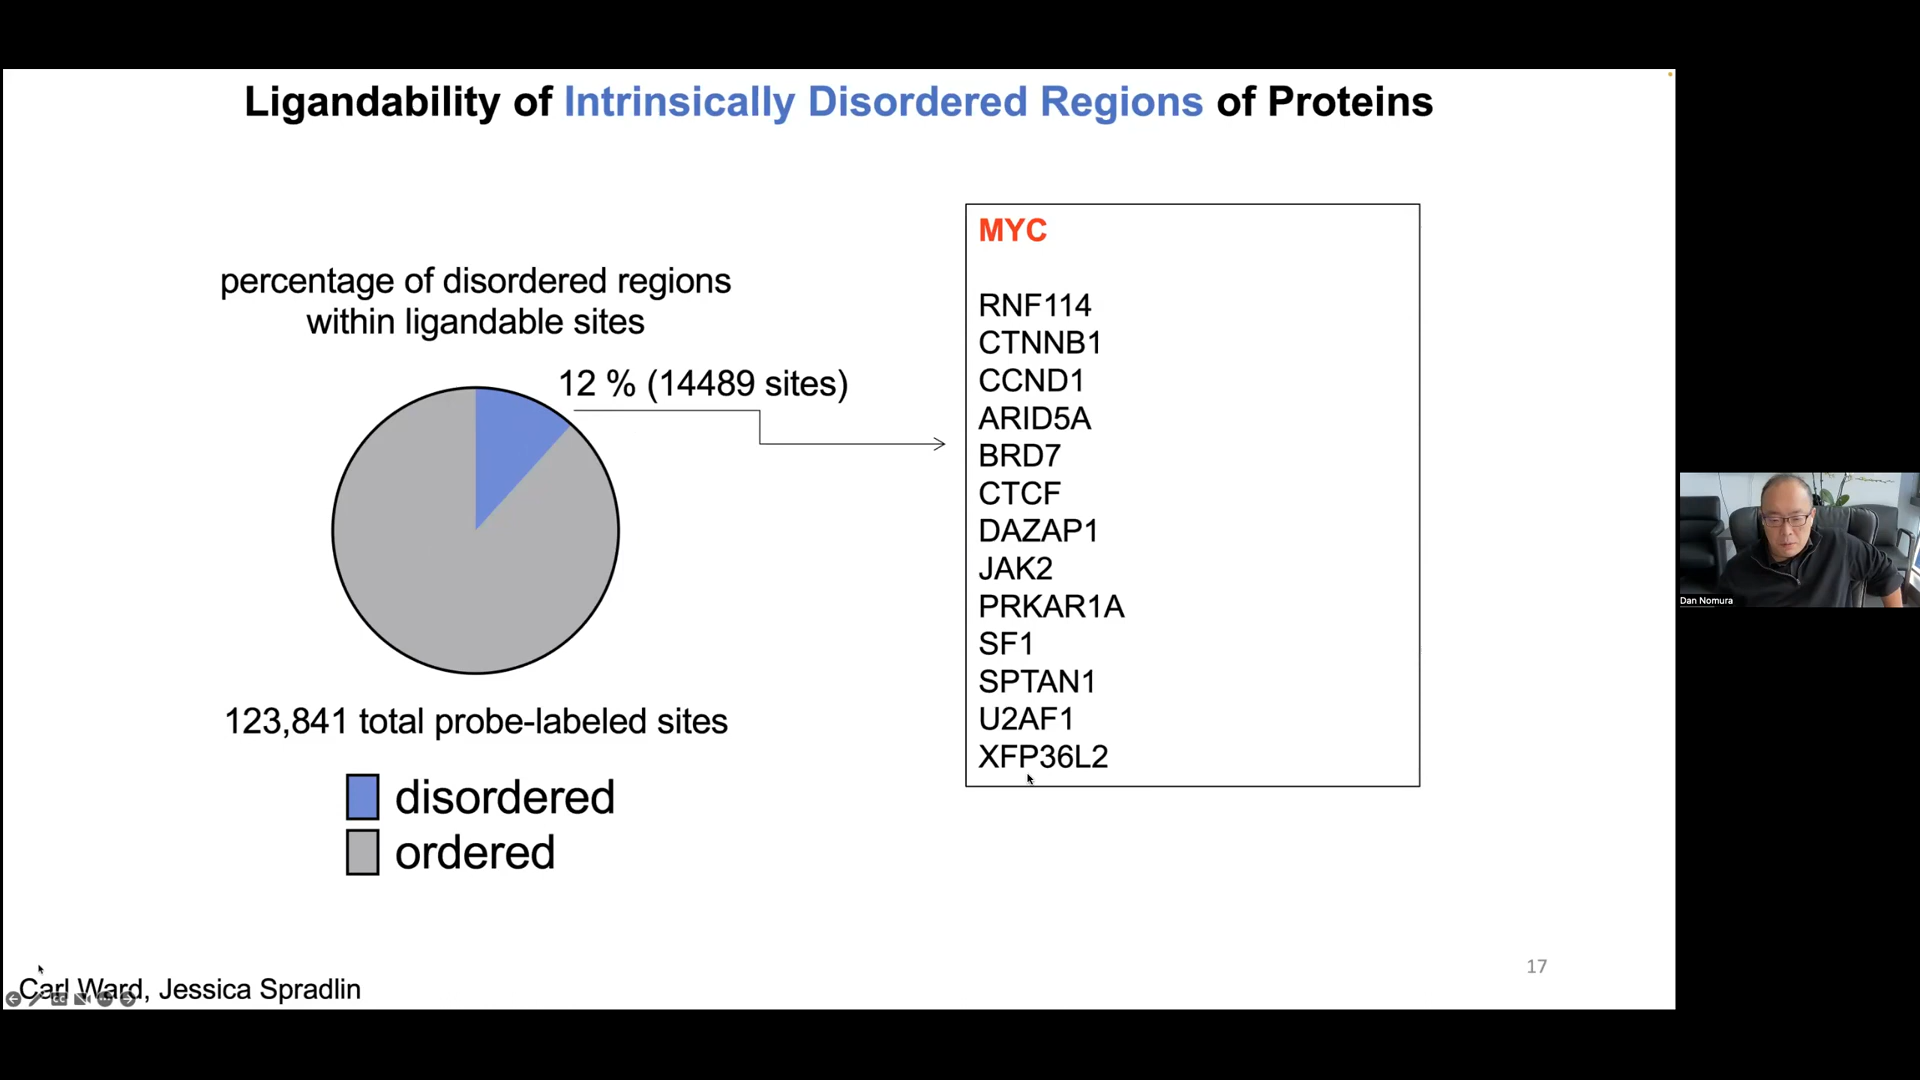 Ligandability of Intrinsically Disordered Regions of Proteins
percentage of disordered regions
within ligandable sites
12 % (14489 sites)
123,841 total probe-labeled sites
disordered
ordered
MYC
RNF114
CTNNB1
CCND1
ARID5A
BRD7
CTCF
DAZAP1
JAK2
PRKAR1A
SF1
SPTAN1
U2AF1
XFP36L2
Carl Ward, Jessica Spradlin
17
Dan Nomura